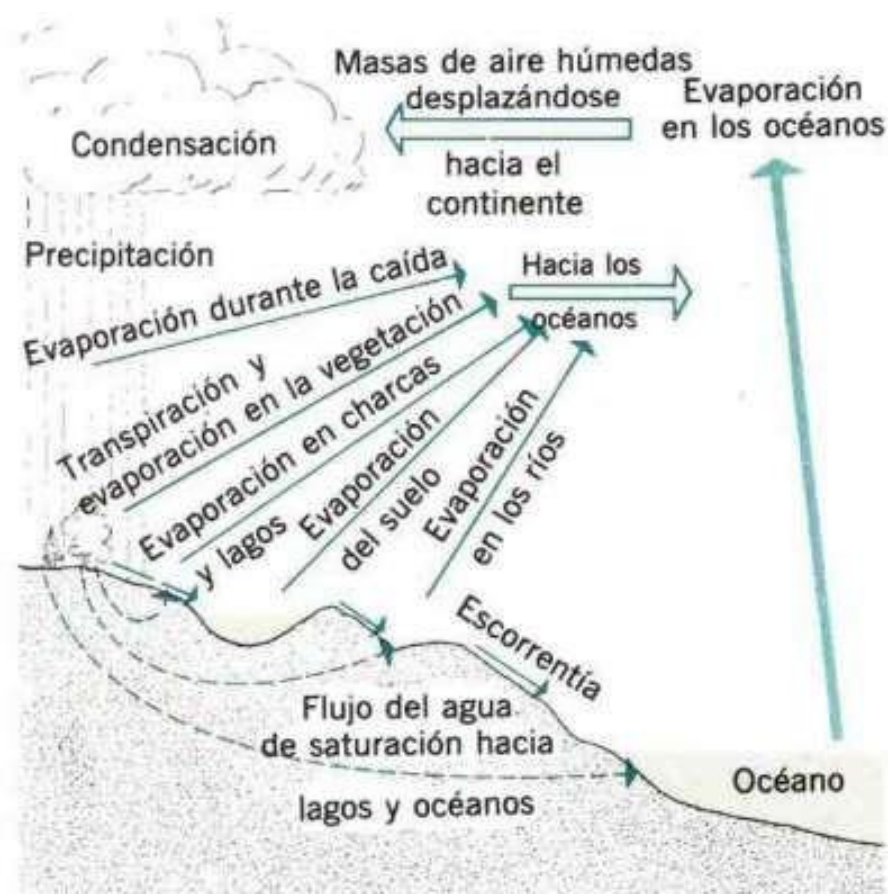 Masas de aire húmedas
desplazándose
hacia el
continente
Evaporación
en los océanos
Condensación
Precipitación
Hacia los
océanos
Evaporación durante la caída
Transpiración y
evaporación en la vegetación
Evaporación en charcas
y lagos
Evaporación
del suelo
Evaporación
en los ríos
Escorrentía
Flujo del agua
de saturación hacia
lagos y océanos
Océano